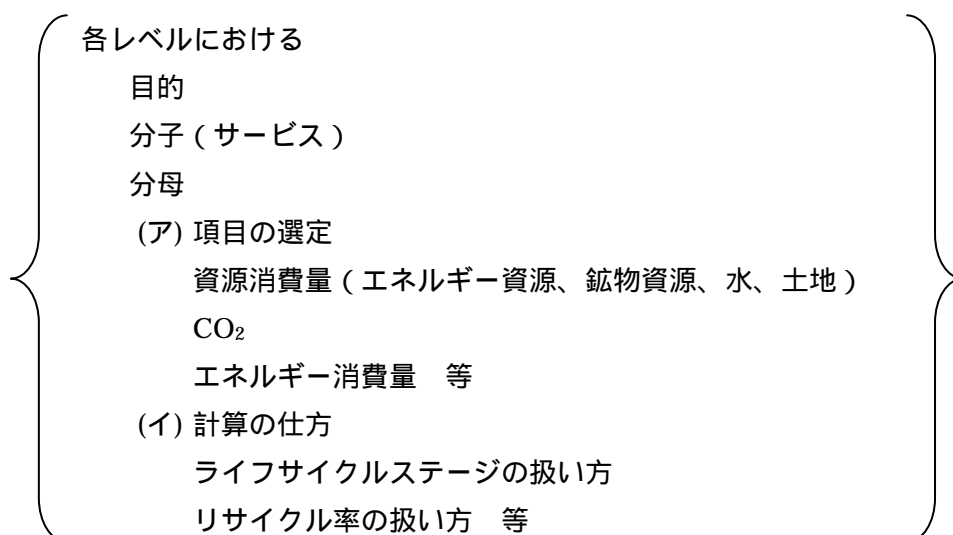 各レベルにおける
目的
分子(サービス)
分母
(ア) 項目の選定
資源消費量(エネルギー資源、鉱物資源、水、土地)
CO₂
エネルギー消費量 等
(イ) 計算の仕方
ライフサイクルステージの扱い方
リサイクル率の扱い方 等